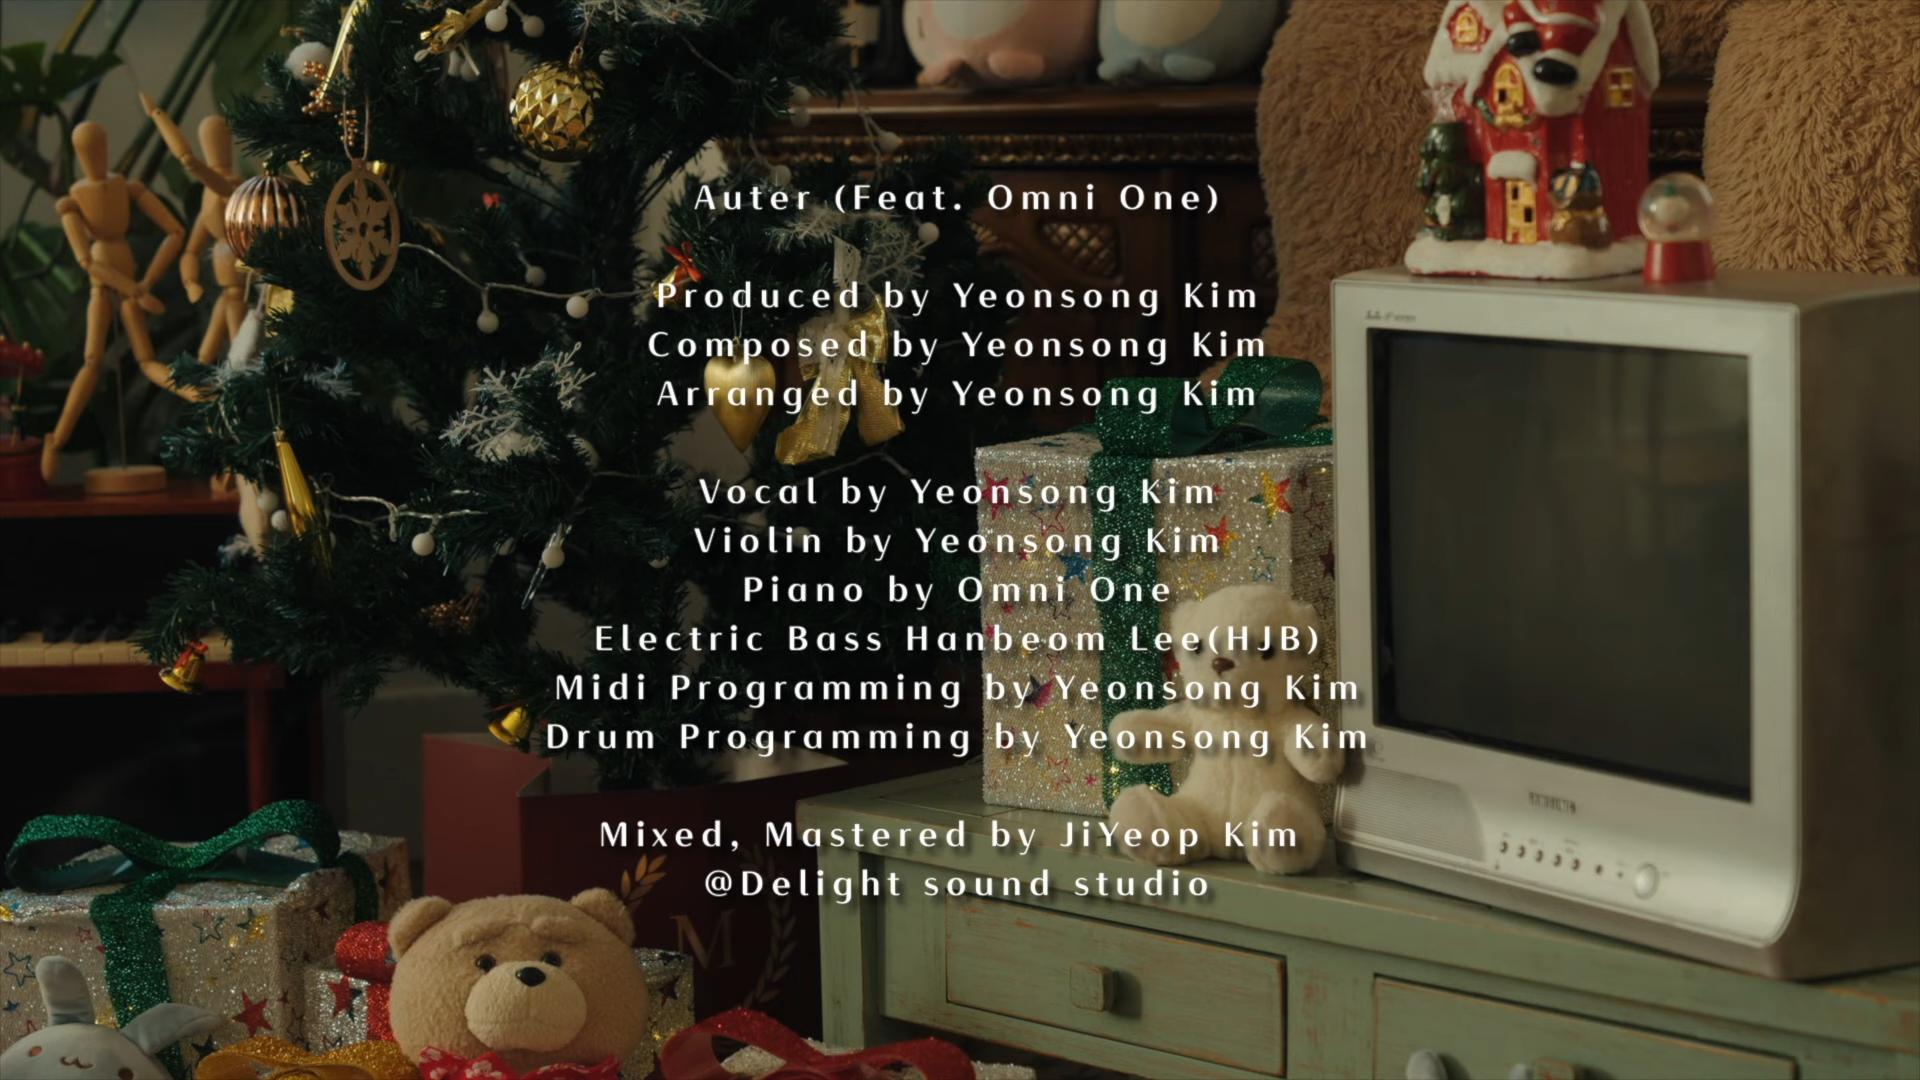 Auter (Feat. Omni One)
Produced by Yeonsong Kim
Composed by Yeonsong Kim
Arranged by Yeonsong Kim
Vocal by Yeonsong Kim
Violin by Yeonsong Kim
Piano by Omni One
Electric Bass Hanbeom Lee(HJB)
Midi Programming by Yeonsong Kim
Drum Programming by Yeonsong Kim
Mixed, Mastered by JiYeop Kim
@Delight sound studio
M